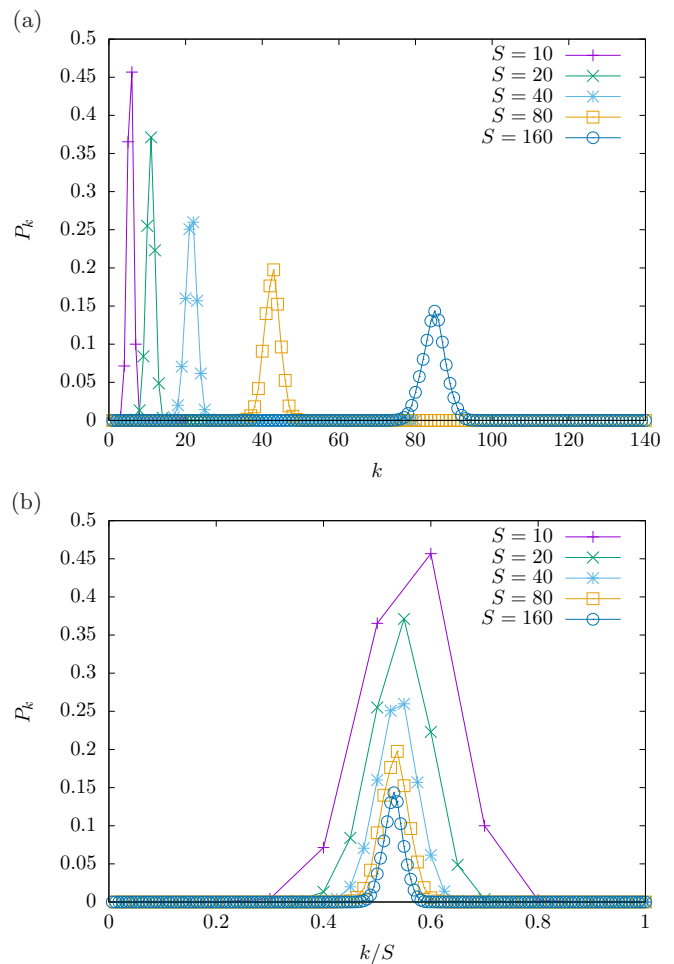 (a)
0.5
0.45
0.4
0.35
0.3
0.25
0.2
0.15
0.1
0.05
0
P_k
S = 10
S = 20
S = 40
S = 80
S = 160
0 20 40 60 80 100 120 140
k
(b)
0.5
0.45
0.4
0.35
0.3
0.25
0.2
0.15
0.1
0.05
0
P_k
S = 10
S = 20
S = 40
S = 80
S = 160
0 0.2 0.4 0.6 0.8 1
k/S